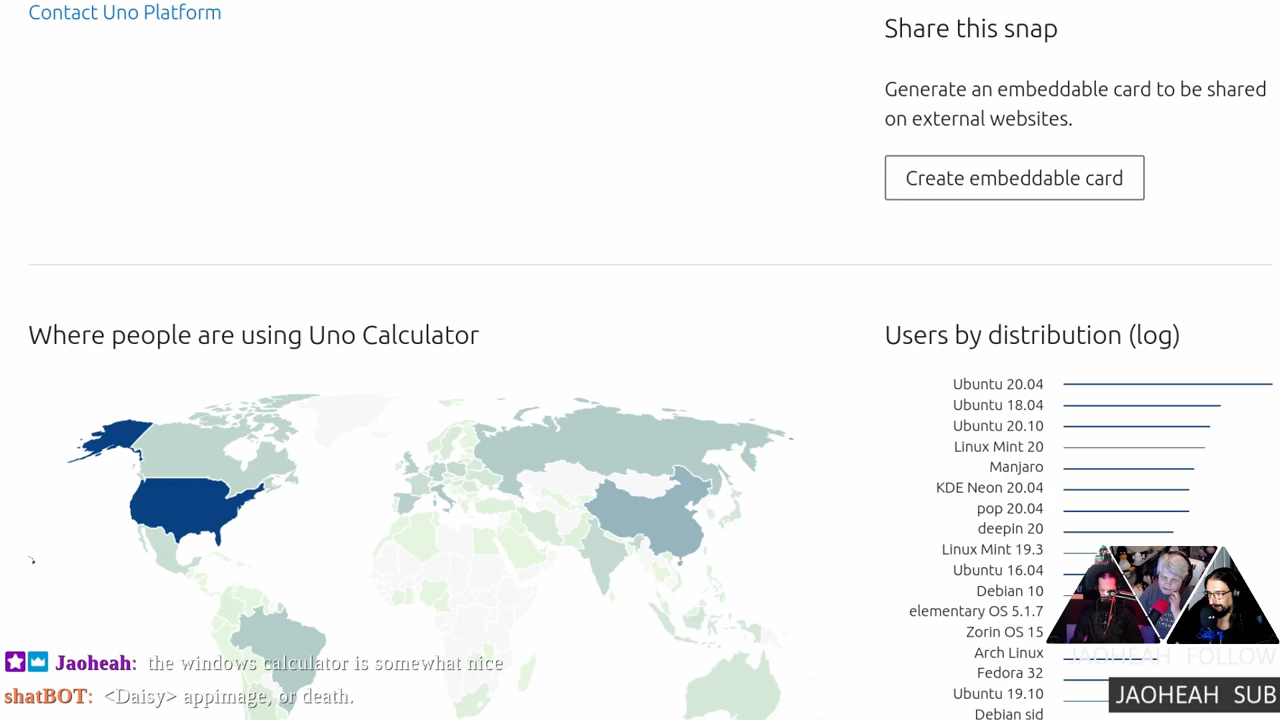 Contact Uno Platform
Share this snap
Generate an embeddable card to be shared
on external websites.
Create embeddable card
Where people are using Uno Calculator
Users by distribution (log)
Ubuntu 20.04
Ubuntu 18.04
Ubuntu 20.10
Linux Mint 20
Manjaro
KDE Neon 20.04
pop 20.04
deepin 20
Linux Mint 19.3
Ubuntu 16.04
Debian 10
elementary OS 5.1.7
Zorin OS 15
Arch Linux
Fedora 32
Ubuntu 19.10
Debian sid
Jaoheah: the windows calculator is somewhat nice
shatBOT: <Daisy> appimage, or death.
JAOHEAH FOLLOW
JAOHEAH SUB